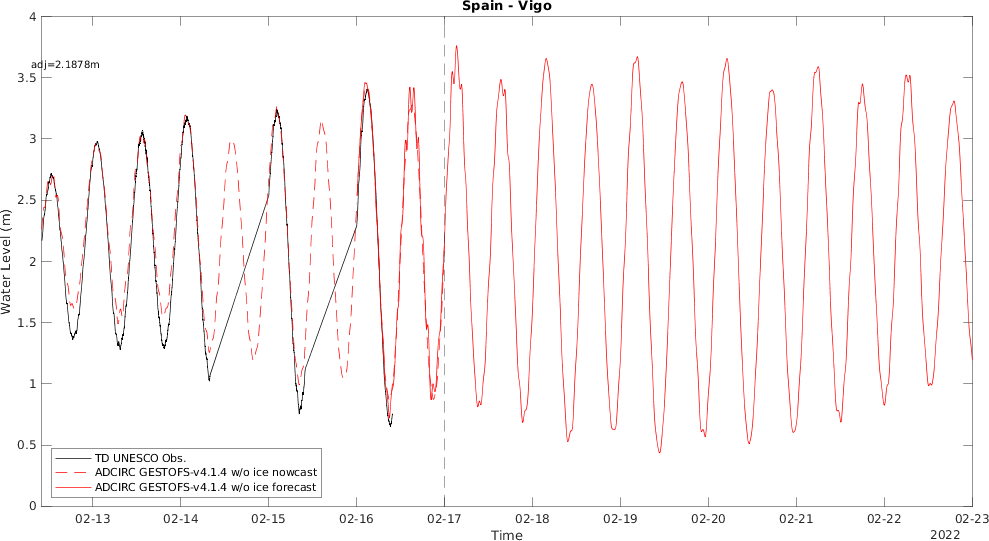 Spain - Vigo
adj=2.1878m
4
3.5
3
2.5
2
1.5
1
0.5
0
Water Level (m)
TD UNESCO Obs.
ADCIRC GESTOFS-v4.1.4 w/o ice nowcast
ADCIRC GESTOFS-v4.1.4 w/o ice forecast
02-13 02-14 02-15 02-16 02-17 02-18 02-19 02-20 02-21 02-22 02-23
Time
2022